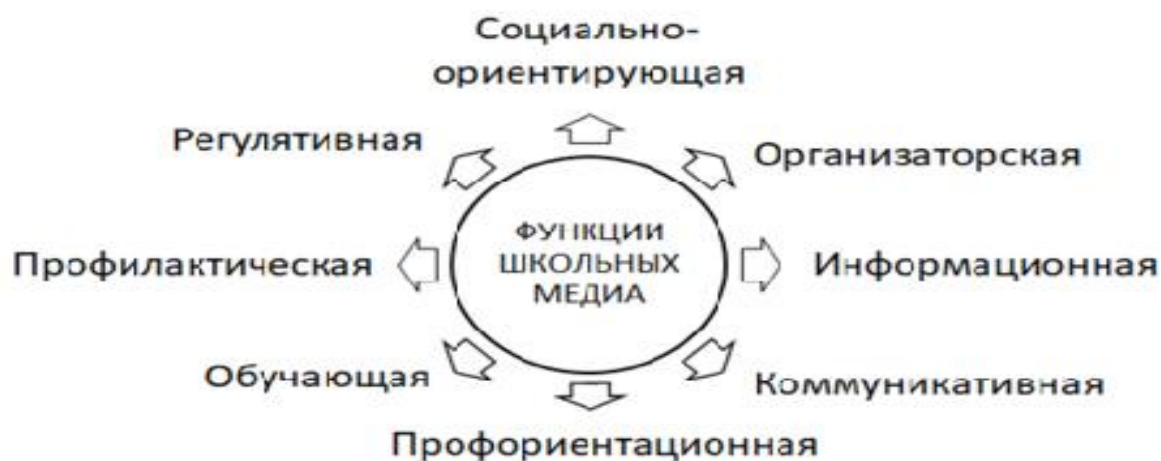 Социально-
ориентирующая
Регулятивная
Организаторская
ФУНКЦИИ
ШКОЛЬНЫХ
МЕДИА
Профилактическая
Информационная
Обучающая
Коммуникативная
Профориентационная